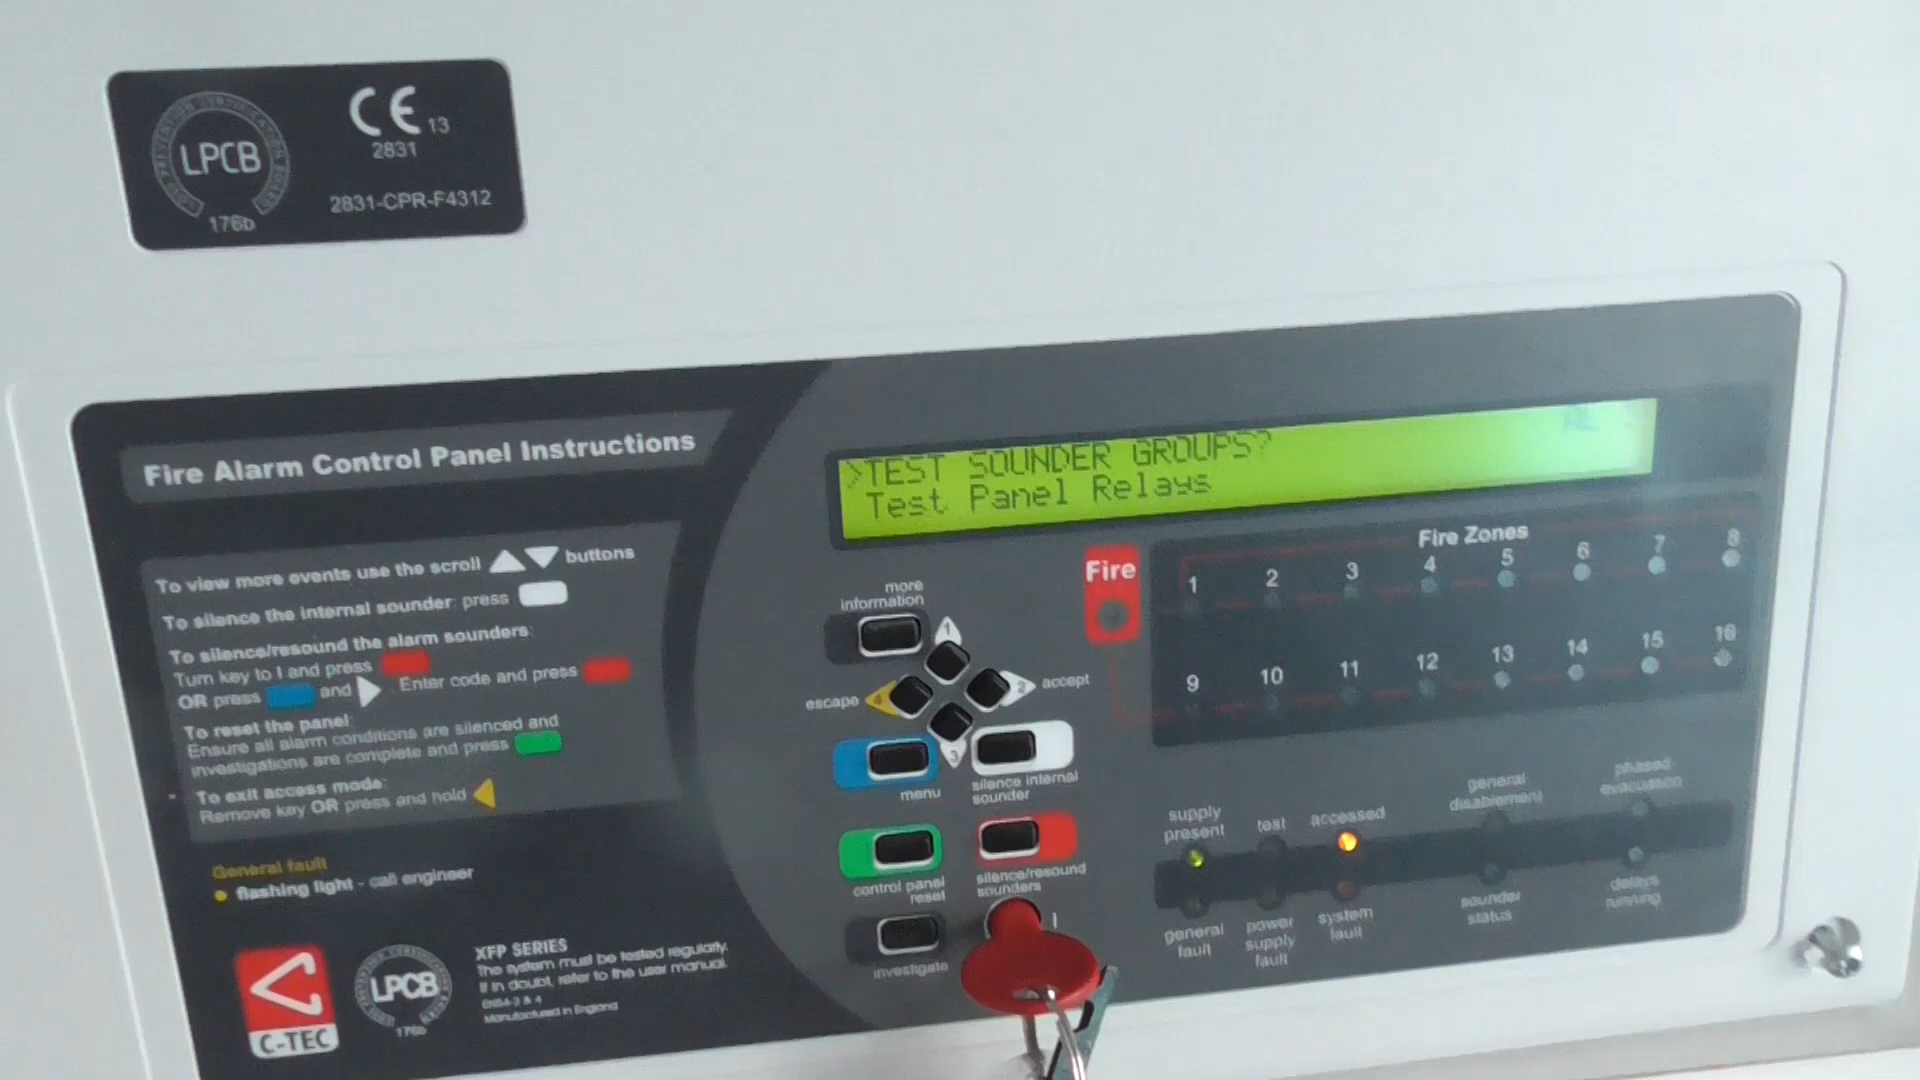 LPCB
176b
CE 13
2831
2831-CPR-F4312
Fire Alarm Control Panel Instructions
To view more events use the scroll buttons
To silence the internal sounder: press
To silence/resound the alarm sounders:
Turn key to I and press
OR press and . Enter code and press
To reset the panel:
Ensure all alarm conditions are silenced and
investigations are complete and press
To exit access mode:
Remove key OR press and hold
General fault
flashing light - call engineer
C-TEC
LPCB
176b
XFP SERIES
The system must be tested regularly.
If in doubt, refer to the user manual.
EN54-2 & 4
Manufactured in England
>TEST SOUNDER GROUPS?
Test Panel Relays
more
information
1
2
accept
escape
4
3
menu
silence internal
sounder
control panel
reset
silence/resound
sounders
investigate
I
Fire
Fire Zones
1 2 3 4 5 6 7 8
9 10 11 12 13 14 15 16
supply
present
test
accessed
general
disablement
phased
evacuation
general
fault
power
supply
fault
system
fault
sounder
status
delays
running